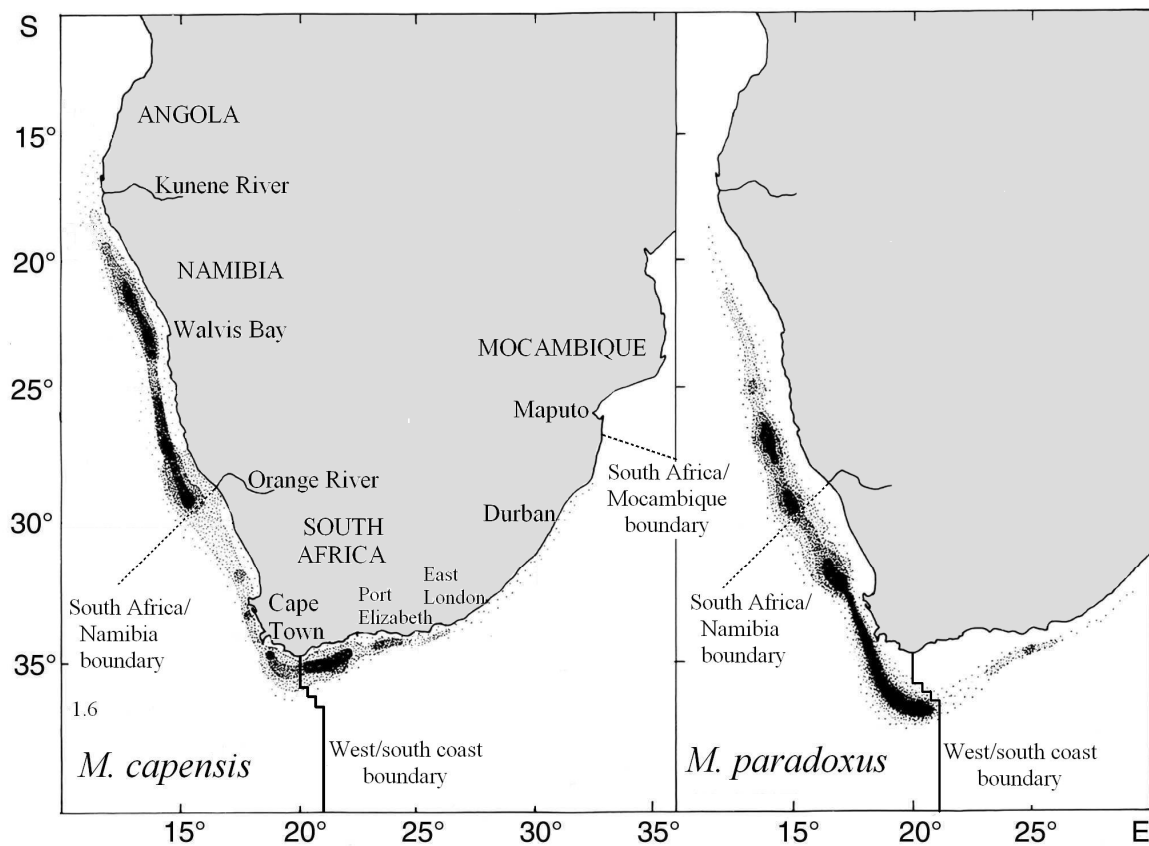 S
15°
20°
25°
30°
35°
ANGOLA
Kunene River
NAMIBIA
Walvis Bay
MOCAMBIQUE
Maputo
South Africa/
Mocambique
boundary
Orange River
Durban
SOUTH
AFRICA
East
London
Port
Elizabeth
Cape
Town
South Africa/
Namibia
boundary
1.6
M. capensis
West/south coast
boundary
15°
20°
25°
30°
35°
South Africa/
Namibia
boundary
M. paradoxus
West/south coast
boundary
15°
20°
25°
E